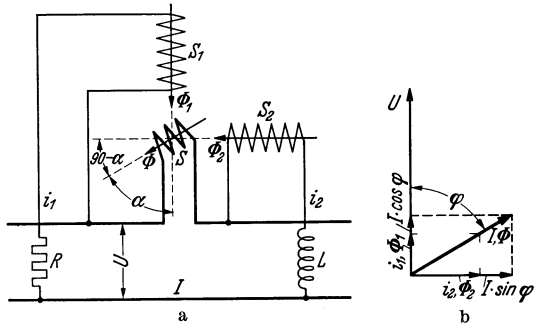 S₁
Φ₁
S₂
Φ
S
Φ₂
90-α
α
i₁
i₂
R
U
L
I
a
U
φ
i₁, Φ₁
I·cos φ
I, Φ
i₂, Φ₂
I·sin φ
b